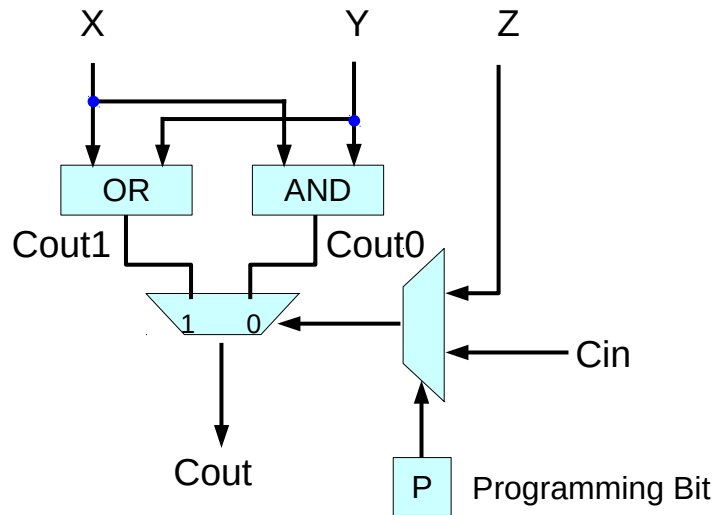 X Y Z
OR AND
Cout1 Cout0
1 0
Cin
Cout
P Programming Bit